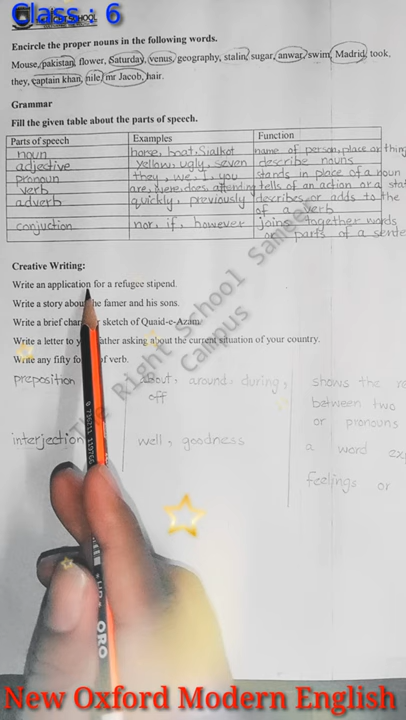 Class : 6
SCHOOL
Encircle the proper nouns in the following words.
Mouse, pakistan, flower, Saturday, venus, geography, stalin, sugar, anwar, swim, Madrid, took,
they, captain khan, nile, mr Jacob, hair.
Grammar
Fill the given table about the parts of speech.
Parts of speech Examples Function
noun horse, boat, Sialkot name of person, place or thing
adjective yellow, ugly, seven describe nouns
pronoun they, we, I, you stands in place of a noun
verb are, were, does, attending tells of an action or a
adverb quickly, previously describes or adds to the
of a verb
conjuction nor, if, however joins together words
or parts of a
Creative Writing:
Write an application for a refugee stipend.
Write a story about the famer and his sons.
Write a brief sketch of Quaid-e-Azam.
Write a letter to father asking about the current situation of your country.
Write any fifty of verb.
preposition about, around, during, shows the
off between two
or pronouns
interjection well, goodness a word
feelings or
The Right School Sameer
Campus
ORO
New Oxford Modern English